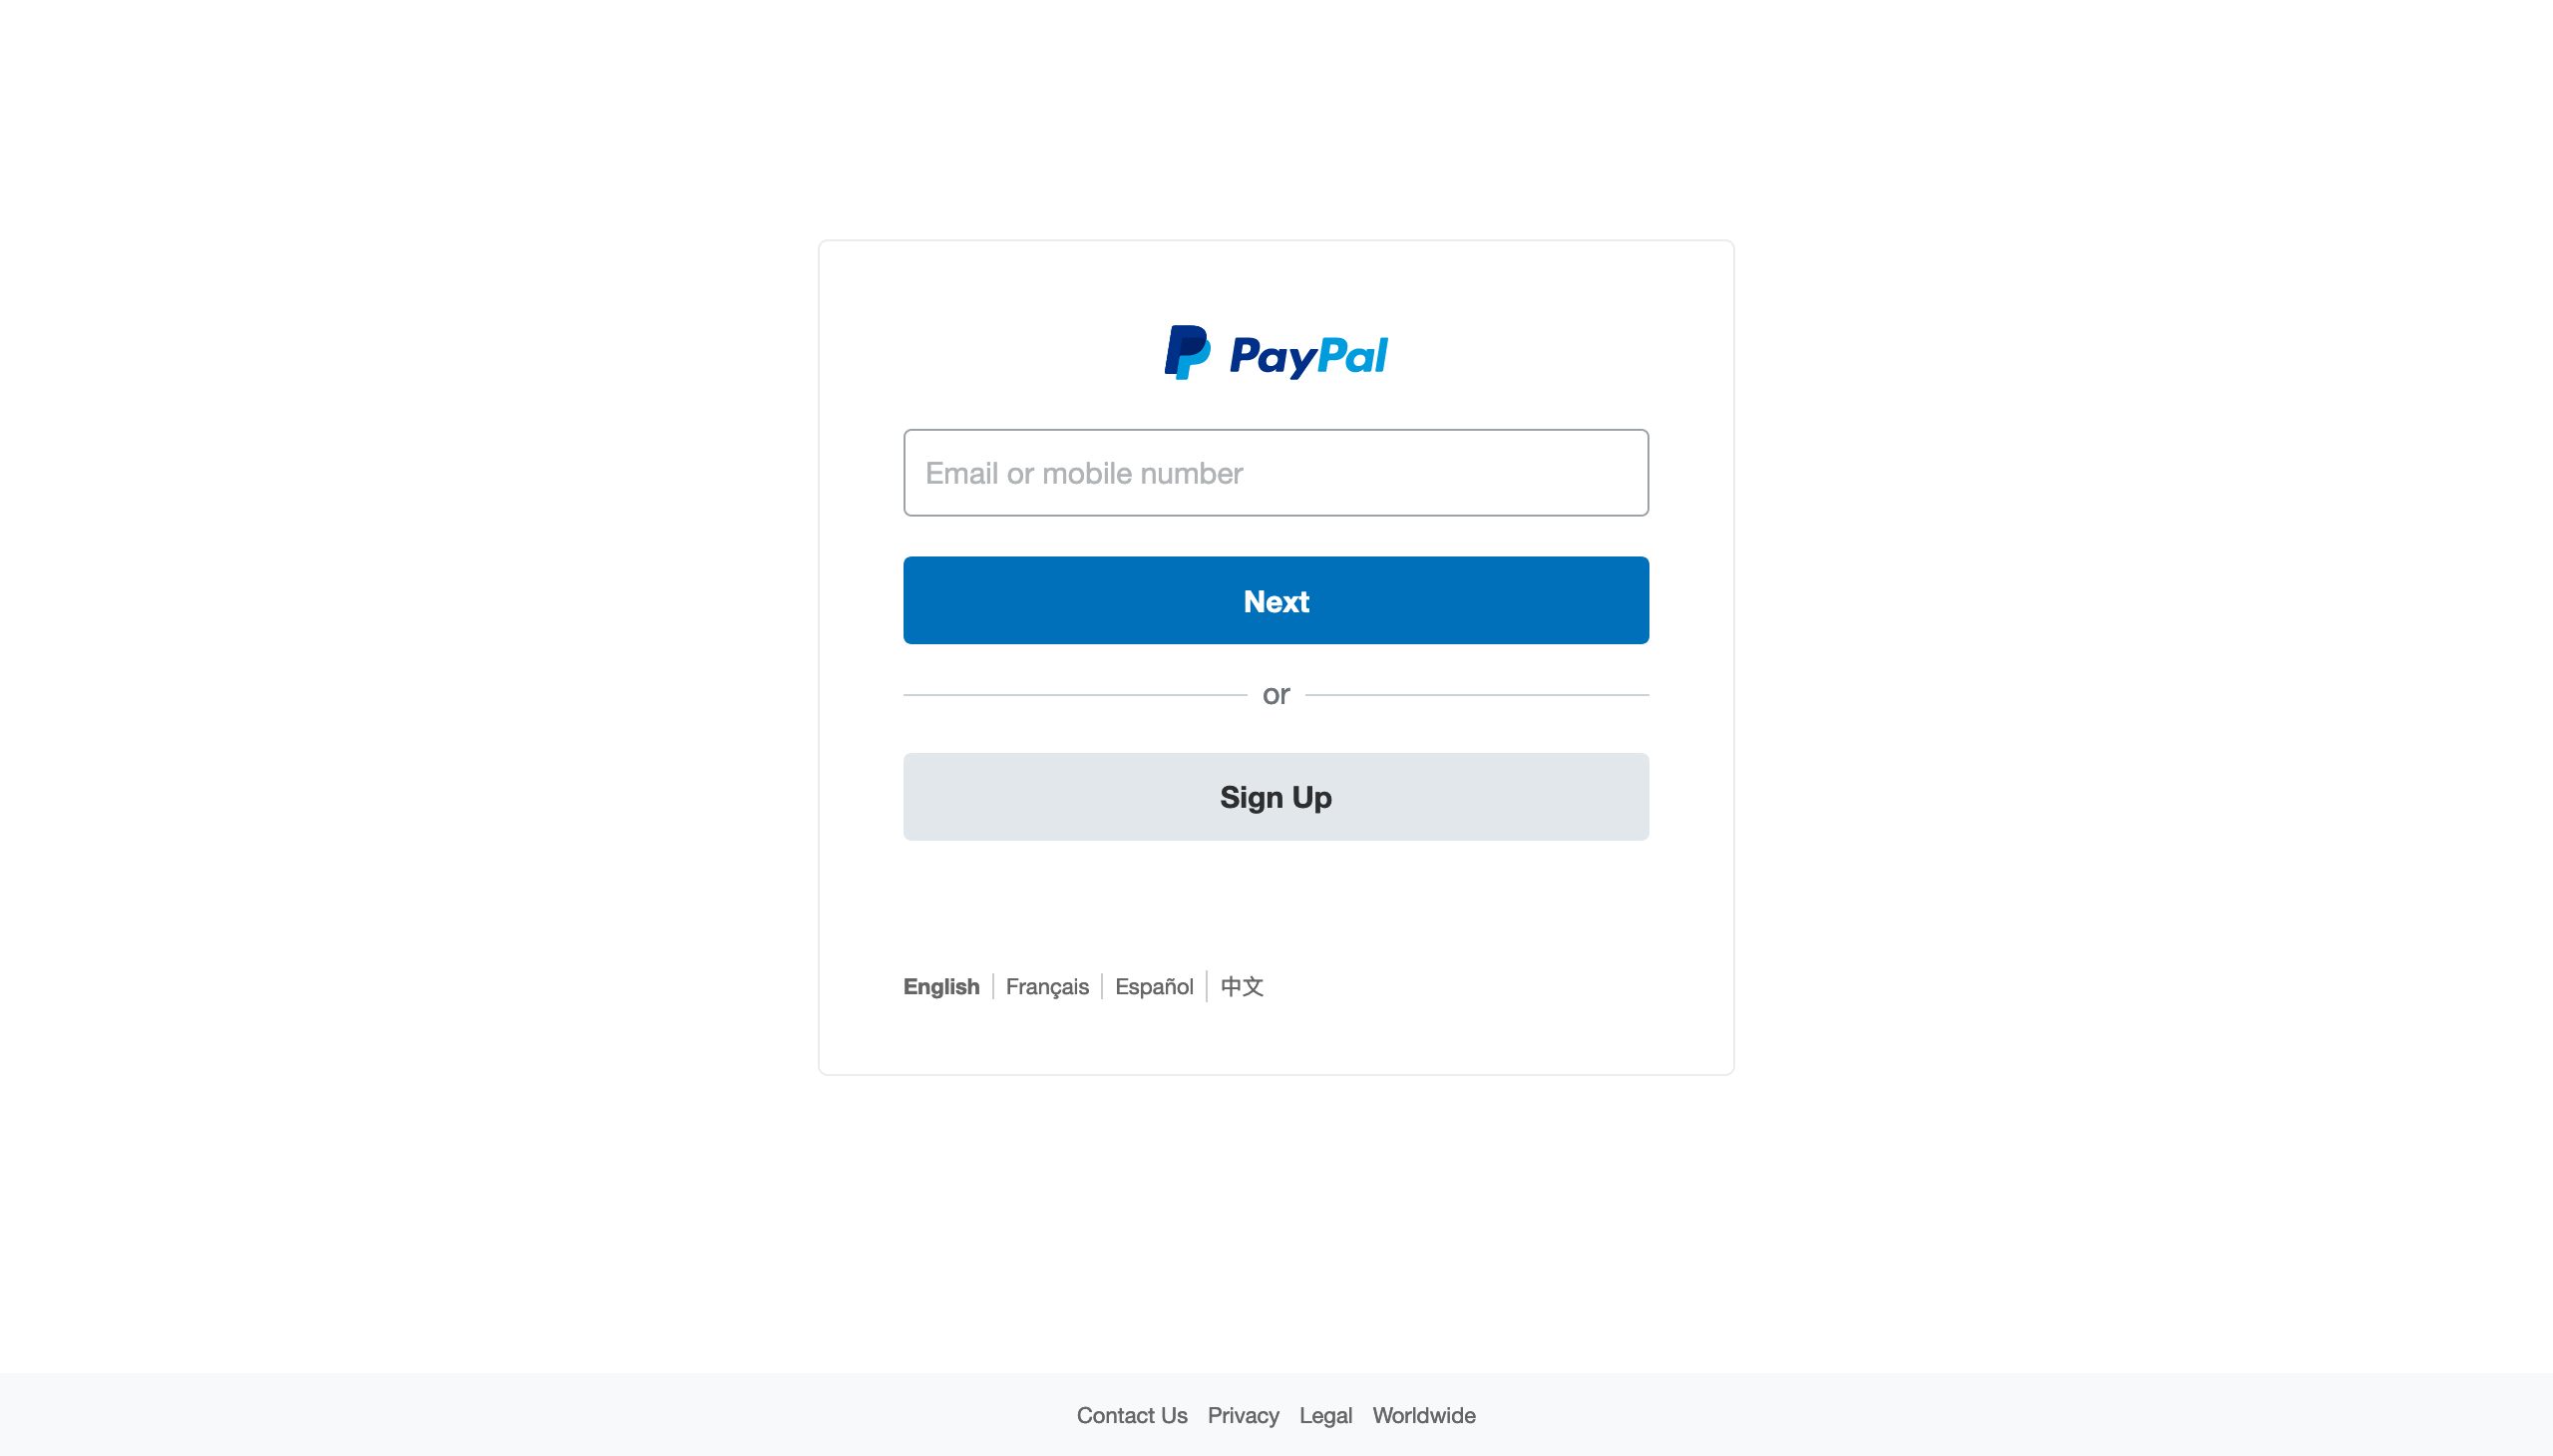 PayPal
Email or mobile number
Next
or
Sign Up
English Français Español 中文
Contact Us Privacy Legal Worldwide